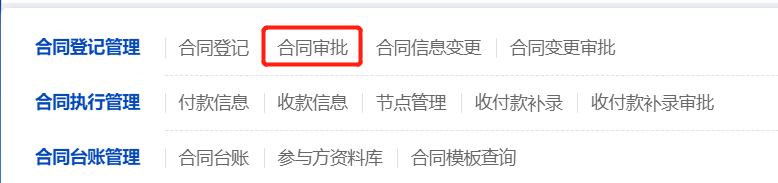 合同登记管理 合同登记 合同审批 合同信息变更 合同变更审批
合同执行管理 付款信息 收款信息 节点管理 收付款补录 收付款补录审批
合同台账管理 合同台账 参与方资料库 合同模板查询